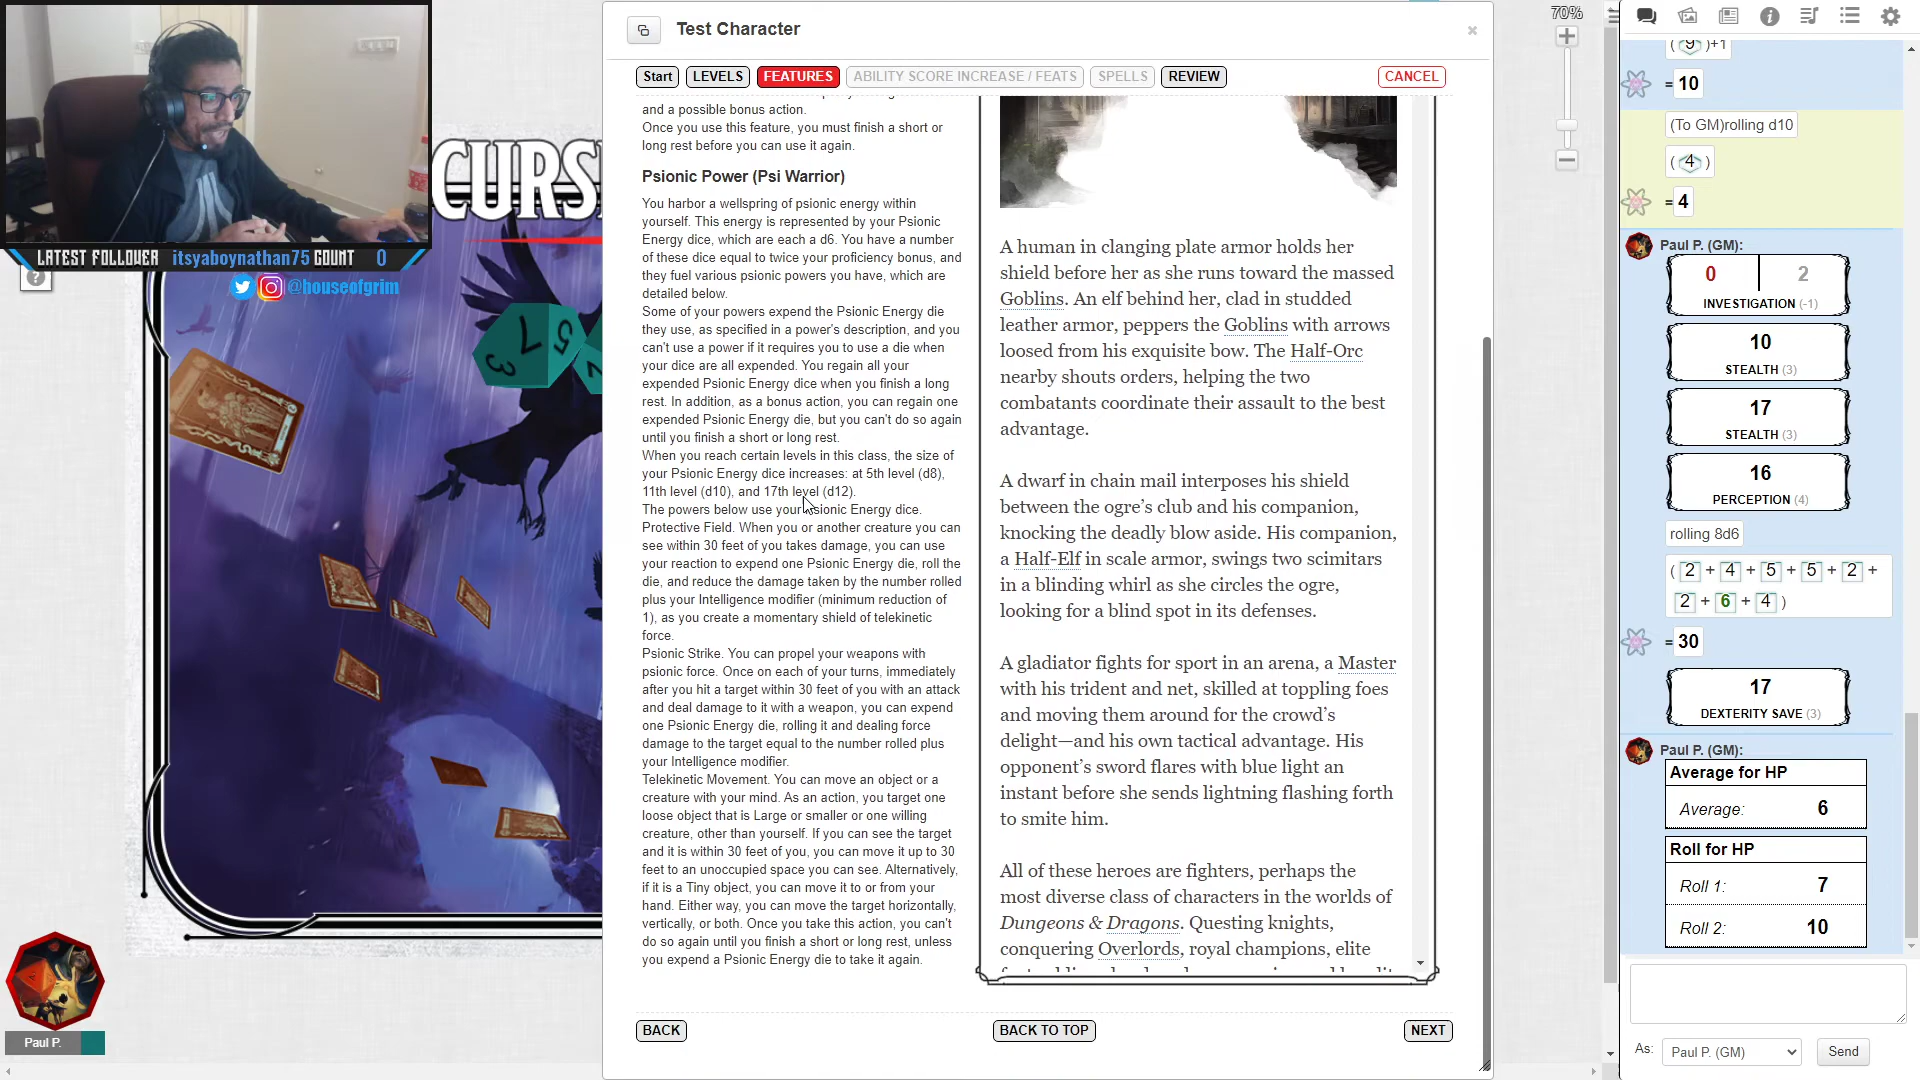 CURS
LATEST FOLLOWER itsyaboynathan75 COUNT 0
@houseofgrim
?
7
5
3
Paul P.
Test Character
×
Start LEVELS FEATURES ABILITY SCORE INCREASE / FEATS SPELLS REVIEW CANCEL
and a possible bonus action.
Once you use this feature, you must finish a short or
long rest before you can use it again.
Psionic Power (Psi Warrior)
You harbor a wellspring of psionic energy within
yourself. This energy is represented by your Psionic
Energy dice, which are each a d6. You have a number
of these dice equal to twice your proficiency bonus, and
they fuel various psionic powers you have, which are
detailed below.
Some of your powers expend the Psionic Energy die
they use, as specified in a power's description, and you
can't use a power if it requires you to use a die when
your dice are all expended. You regain all your
expended Psionic Energy dice when you finish a long
rest. In addition, as a bonus action, you can regain one
expended Psionic Energy die, but you can't do so again
until you finish a short or long rest.
When you reach certain levels in this class, the size of
your Psionic Energy dice increases: at 5th level (d8),
11th level (d10), and 17th level (d12).
The powers below use your Psionic Energy dice.
Protective Field. When you or another creature you can
see within 30 feet of you takes damage, you can use
your reaction to expend one Psionic Energy die, roll the
die, and reduce the damage taken by the number rolled
plus your Intelligence modifier (minimum reduction of
1), as you create a momentary shield of telekinetic
force.
Psionic Strike. You can propel your weapons with
psionic force. Once on each of your turns, immediately
after you hit a target within 30 feet of you with an attack
and deal damage to it with a weapon, you can expend
one Psionic Energy die, rolling it and dealing force
damage to the target equal to the number rolled plus
your Intelligence modifier.
Telekinetic Movement. You can move an object or a
creature with your mind. As an action, you target one
loose object that is Large or smaller or one willing
creature, other than yourself. If you can see the target
and it is within 30 feet of you, you can move it up to 30
feet to an unoccupied space you can see. Alternatively,
if it is a Tiny object, you can move it to or from your
hand. Either way, you can move the target horizontally,
vertically, or both. Once you take this action, you can't
do so again until you finish a short or long rest, unless
you expend a Psionic Energy die to take it again.
A human in clanging plate armor holds her
shield before her as she runs toward the massed
Goblins. An elf behind her, clad in studded
leather armor, peppers the Goblins with arrows
loosed from his exquisite bow. The Half-Orc
nearby shouts orders, helping the two
combatants coordinate their assault to the best
advantage.
A dwarf in chain mail interposes his shield
between the ogre's club and his companion,
knocking the deadly blow aside. His companion,
a Half-Elf in scale armor, swings two scimitars
in a blinding whirl as she circles the ogre,
looking for a blind spot in its defenses.
A gladiator fights for sport in an arena, a Master
with his trident and net, skilled at toppling foes
and moving them around for the crowd's
delight—and his own tactical advantage. His
opponent's sword flares with blue light an
instant before she sends lightning flashing forth
to smite him.
All of these heroes are fighters, perhaps the
most diverse class of characters in the worlds of
Dungeons & Dragons. Questing knights,
conquering Overlords, royal champions, elite
BACK BACK TO TOP NEXT
70%
(9)+1
=10
(To GM)rolling d10
(4)
=4
Paul P. (GM):
0 2
INVESTIGATION (-1)
10
STEALTH (3)
17
STEALTH (3)
16
PERCEPTION (4)
rolling 8d6
( 2 + 4 + 5 + 5 + 2 +
2 + 6 + 4 )
=30
17
DEXTERITY SAVE (3)
Paul P. (GM):
Average for HP
Average: 6
Roll for HP
Roll 1: 7
Roll 2: 10
As: Paul P. (GM) Send